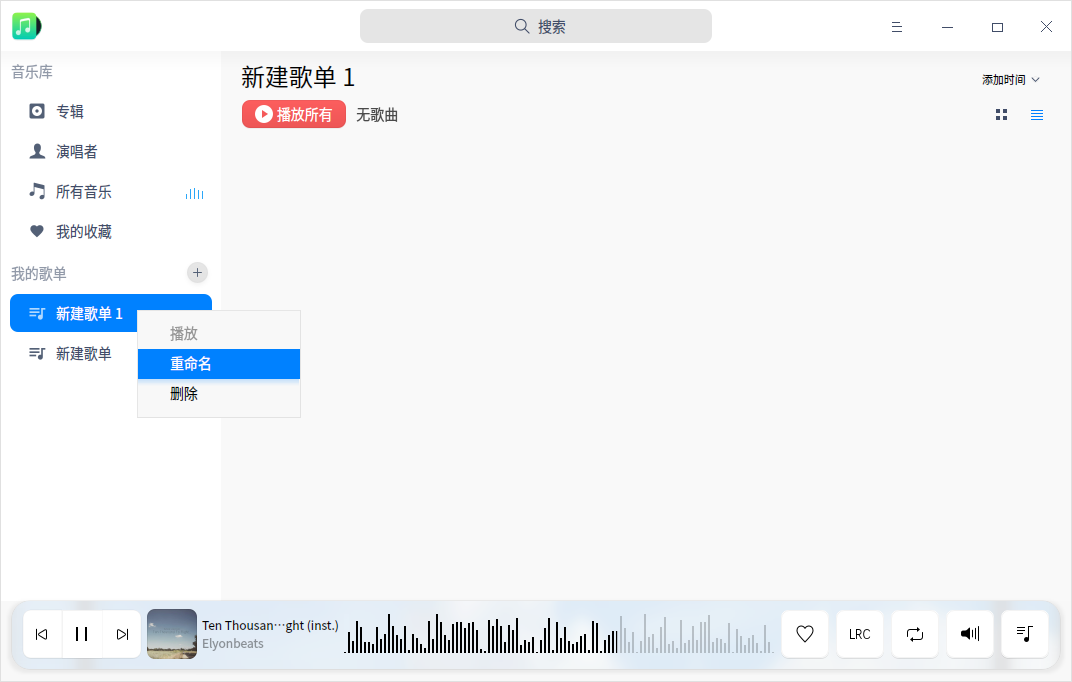 搜索
音乐库
专辑
演唱者
所有音乐
我的收藏
我的歌单
新建歌单 1
新建歌单
播放
重命名
删除
新建歌单 1
添加时间
播放所有
无歌曲
Ten Thousan⋯ght (inst.)
Elyonbeats
LRC